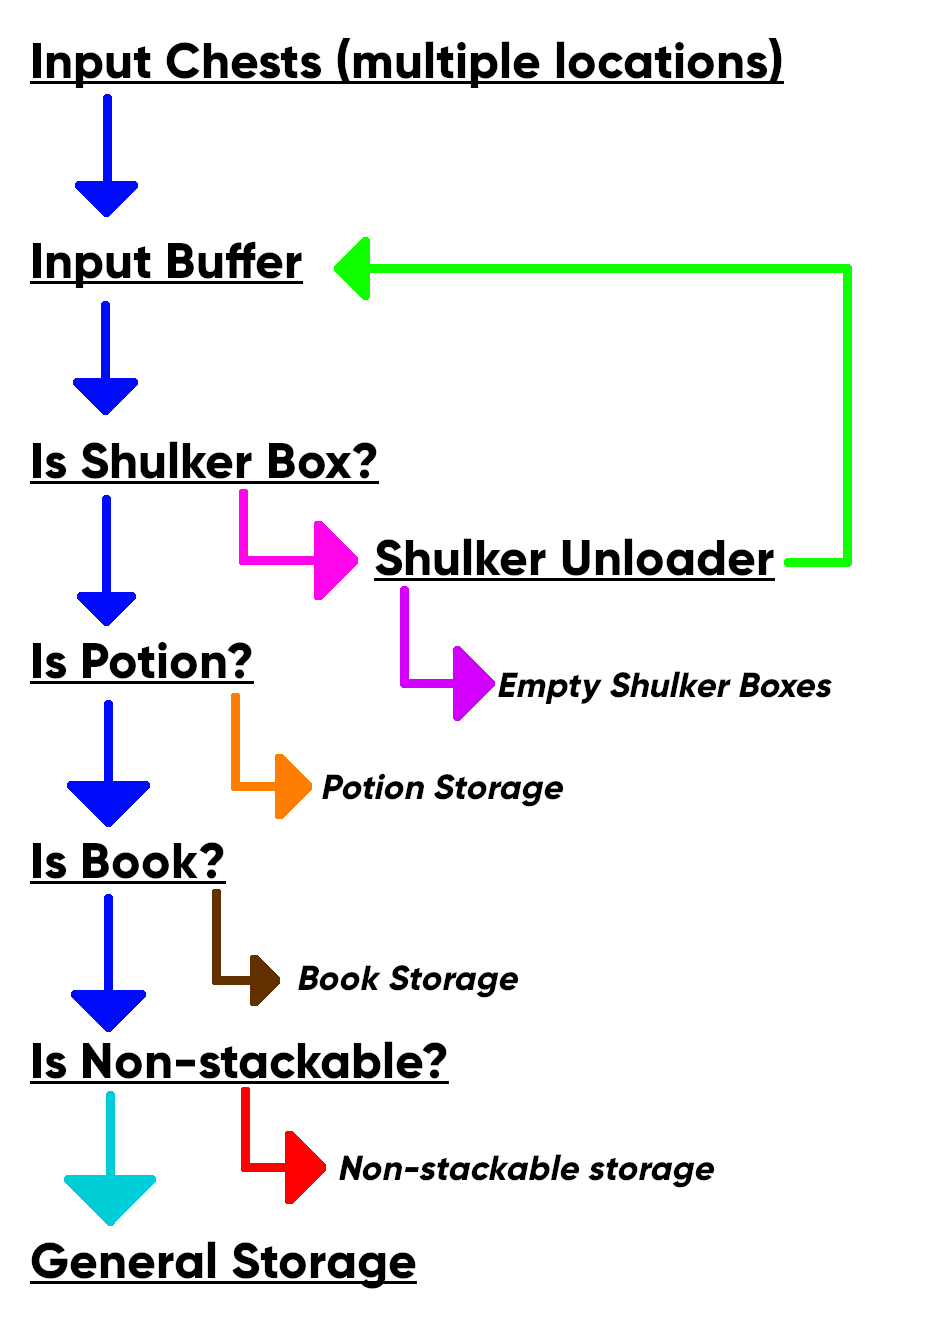 Input Chests (multiple locations)
Input Buffer
Is Shulker Box?
Shulker Unloader
Is Potion?
Empty Shulker Boxes
Potion Storage
Is Book?
Book Storage
Is Non-stackable?
Non-stackable storage
General Storage